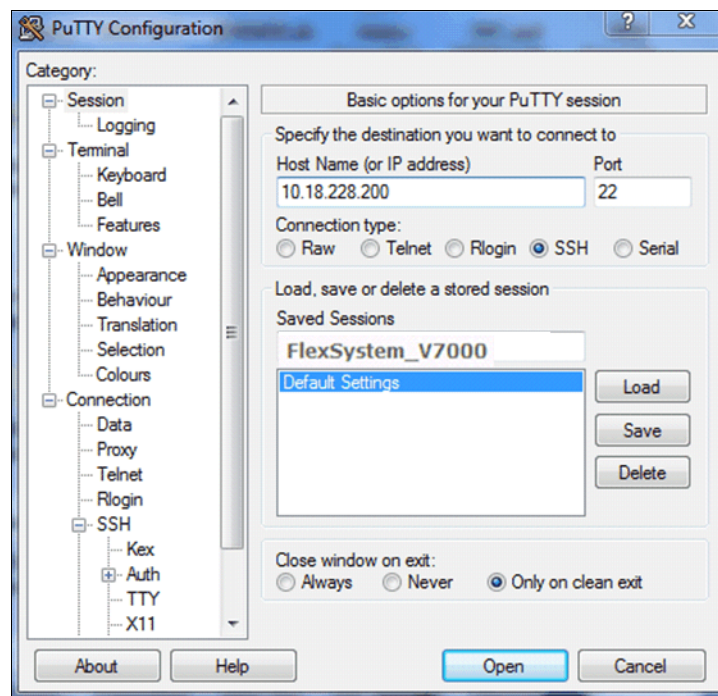 PuTTY Configuration
?
X
Category:
Session
Logging
Terminal
Keyboard
Bell
Features
Window
Appearance
Behaviour
Translation
Selection
Colours
Connection
Data
Proxy
Telnet
Rlogin
SSH
Kex
Auth
TTY
X11
Basic options for your PuTTY session
Specify the destination you want to connect to
Host Name (or IP address) Port
10.18.228.200 22
Connection type:
Raw Telnet Rlogin SSH Serial
Load, save or delete a stored session
Saved Sessions
FlexSystem_V7000
Default Settings
Load
Save
Delete
Close window on exit:
Always Never Only on clean exit
About Help Open Cancel